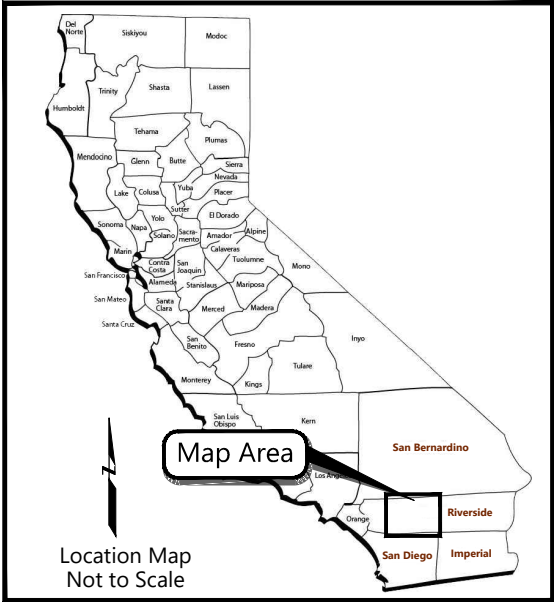 Del
Norte
Siskiyou
Modoc
Trinity
Shasta
Lassen
Humboldt
Tehama
Plumas
Mendocino
Glenn
Butte
Sierra
Nevada
Lake
Colusa
Yuba
Placer
Sutter
Sonoma
Napa
Yolo
El Dorado
Solano
Sacra-
mento
Amador
Alpine
Marin
Calaveras
Tuolumne
Mono
Contra
Costa
San
Joaquin
San Francisco
Alameda
Stanislaus
Mariposa
San Mateo
Santa
Clara
Merced
Madera
Santa Cruz
San
Benito
Fresno
Inyo
Monterey
Kings
Tulare
San Luis
Obispo
Kern
San Bernardino
Map Area
Orange
Riverside
San Diego
Imperial
Location Map
Not to Scale